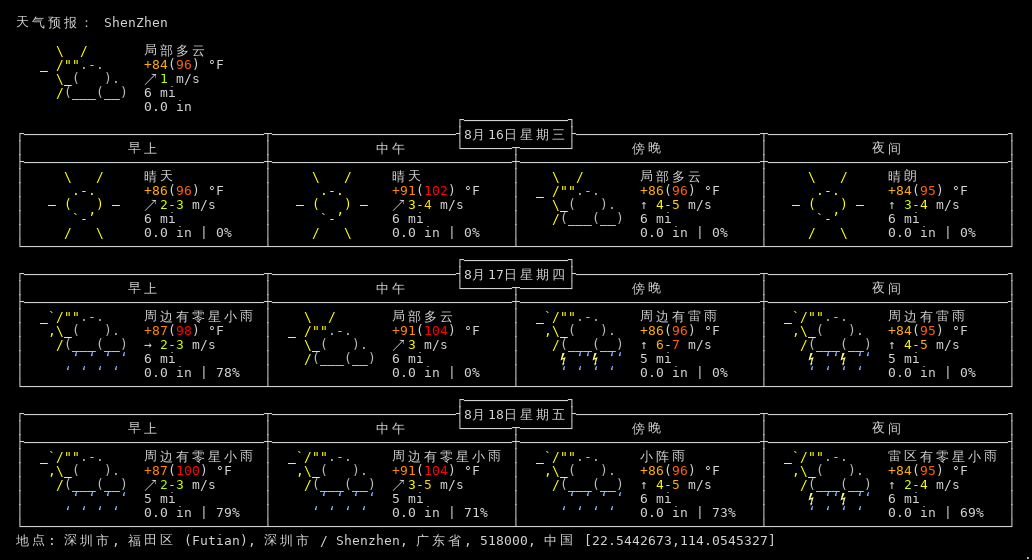 天气预报： ShenZhen
局部多云
+84(96) °F
↗1 m/s
6 mi
0.0 in
8月16日星期三
早上 中午 傍晚 夜间
晴天 晴天 局部多云 晴朗
+86(96) °F +91(102) °F +86(96) °F +84(95) °F
↗2-3 m/s ↗3-4 m/s ↑ 4-5 m/s ↑ 3-4 m/s
6 mi 6 mi 6 mi 6 mi
0.0 in | 0% 0.0 in | 0% 0.0 in | 0% 0.0 in | 0%
8月17日星期四
早上 中午 傍晚 夜间
周边有零星小雨 局部多云 周边有雷雨 周边有雷雨
+87(98) °F +91(104) °F +86(96) °F +84(95) °F
→ 2-3 m/s ↗3 m/s ↑ 6-7 m/s ↑ 4-5 m/s
6 mi 6 mi 5 mi 5 mi
0.0 in | 78% 0.0 in | 0% 0.0 in | 0% 0.0 in | 0%
8月18日星期五
早上 中午 傍晚 夜间
周边有零星小雨 周边有零星小雨 小阵雨 雷区有零星小雨
+87(100) °F +91(104) °F +86(96) °F +84(95) °F
↗2-3 m/s ↗3-5 m/s ↑ 4-5 m/s ↑ 2-4 m/s
5 mi 5 mi 6 mi 6 mi
0.0 in | 79% 0.0 in | 71% 0.0 in | 73% 0.0 in | 69%
地点: 深圳市, 福田区 (Futian), 深圳市 / Shenzhen, 广东省, 518000, 中国 [22.5442673,114.0545327]